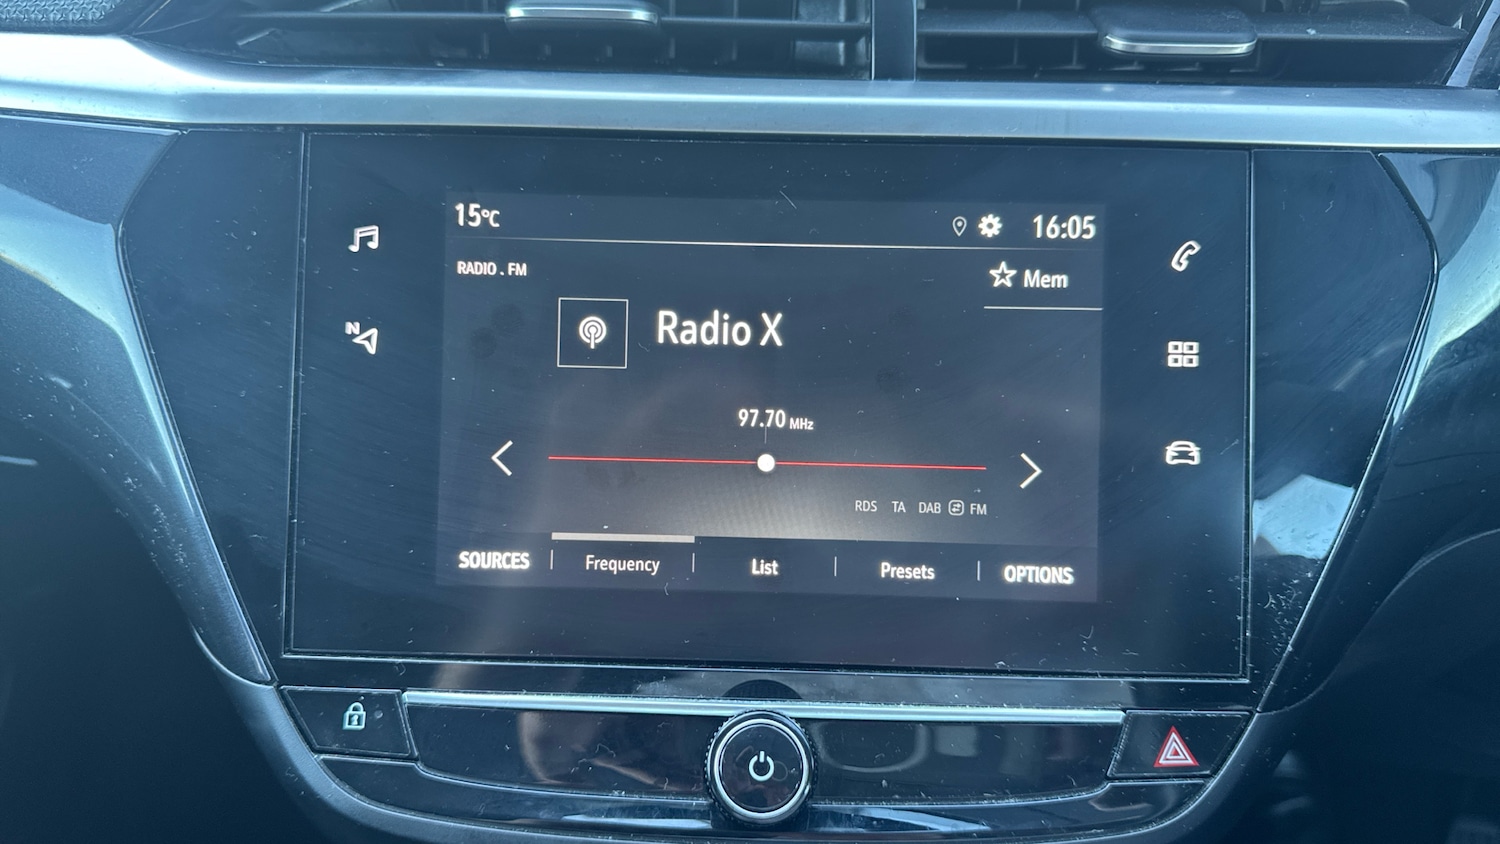 15°C
16:05
RADIO . FM
Mem
N
Radio X
97.70 MHz
RDS TA DAB FM
SOURCES Frequency List Presets OPTIONS